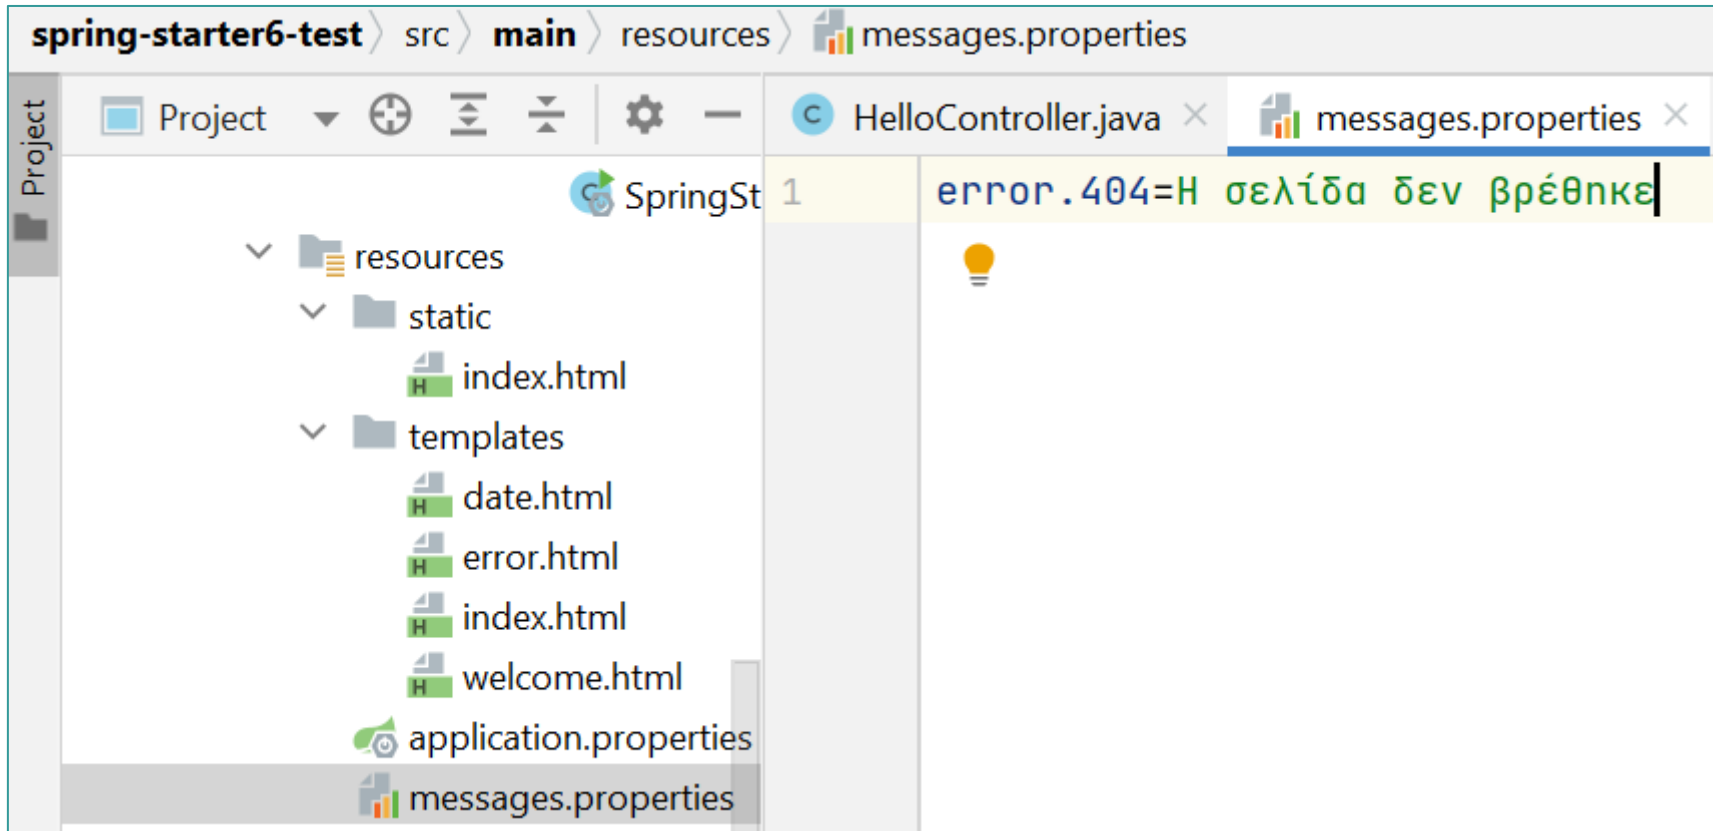 spring-starter6-test 〉 src 〉 main 〉 resources 〉 messages.properties
Project
Project
HelloController.java
messages.properties
SpringSt
1 error.404=Η σελίδα δεν βρέθηκε
resources
static
index.html
templates
date.html
error.html
index.html
welcome.html
application.properties
messages.properties